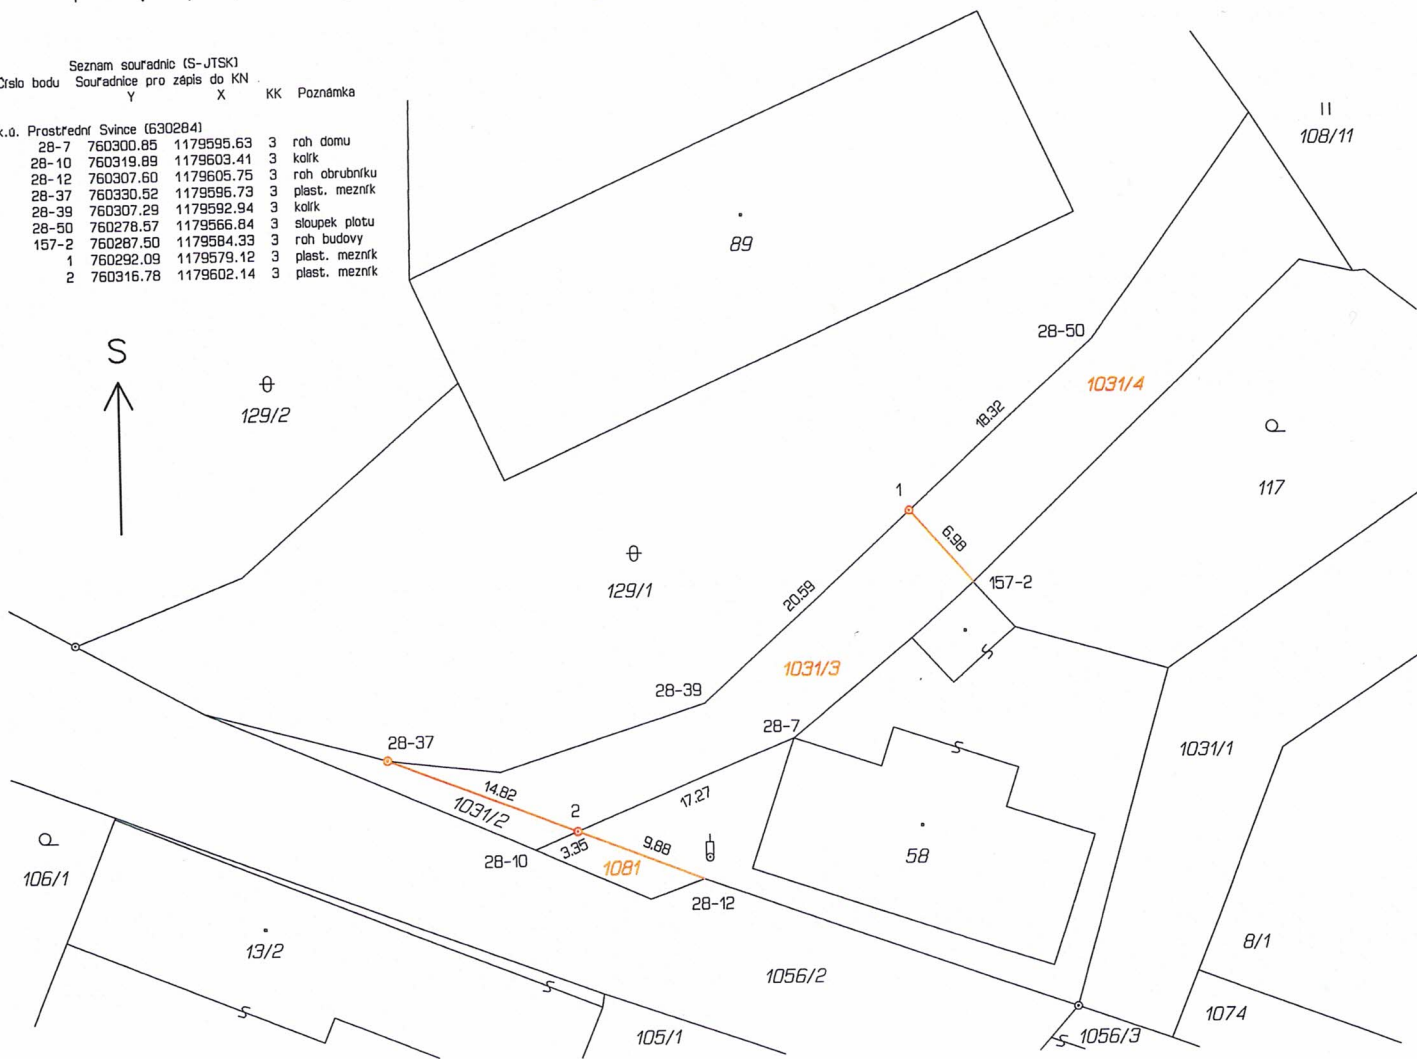 Seznam souřadnic (S-JTSK)
Číslo bodu Souřadnice pro zápis do KN
Y X KK Poznámka
k.ú. Prostřední Svince (630284)
28-7 760300.85 1179595.63 3 roh domu
28-10 760319.89 1179603.41 3 kolík
28-12 760307.60 1179605.75 3 roh obrubníku
28-37 760330.52 1179596.73 3 plast. mezník
28-39 760307.29 1179592.94 3 kolík
28-50 760278.57 1179566.84 3 sloupek plotu
157-2 760287.50 1179584.33 3 roh budovy
1 760292.09 1179579.12 3 plast. mezník
2 760316.78 1179602.14 3 plast. mezník
108/11
89
S
28-50
1031/4
129/2
18.32
117
1
6.98
129/1
157-2
20.59
1031/3
28-39
28-7
28-37
1031/1
14.82
1031/2
17.27
2
3.35
9.88
28-10
1081
58
106/1
28-12
13/2
8/1
1056/2
1074
105/1
1056/3